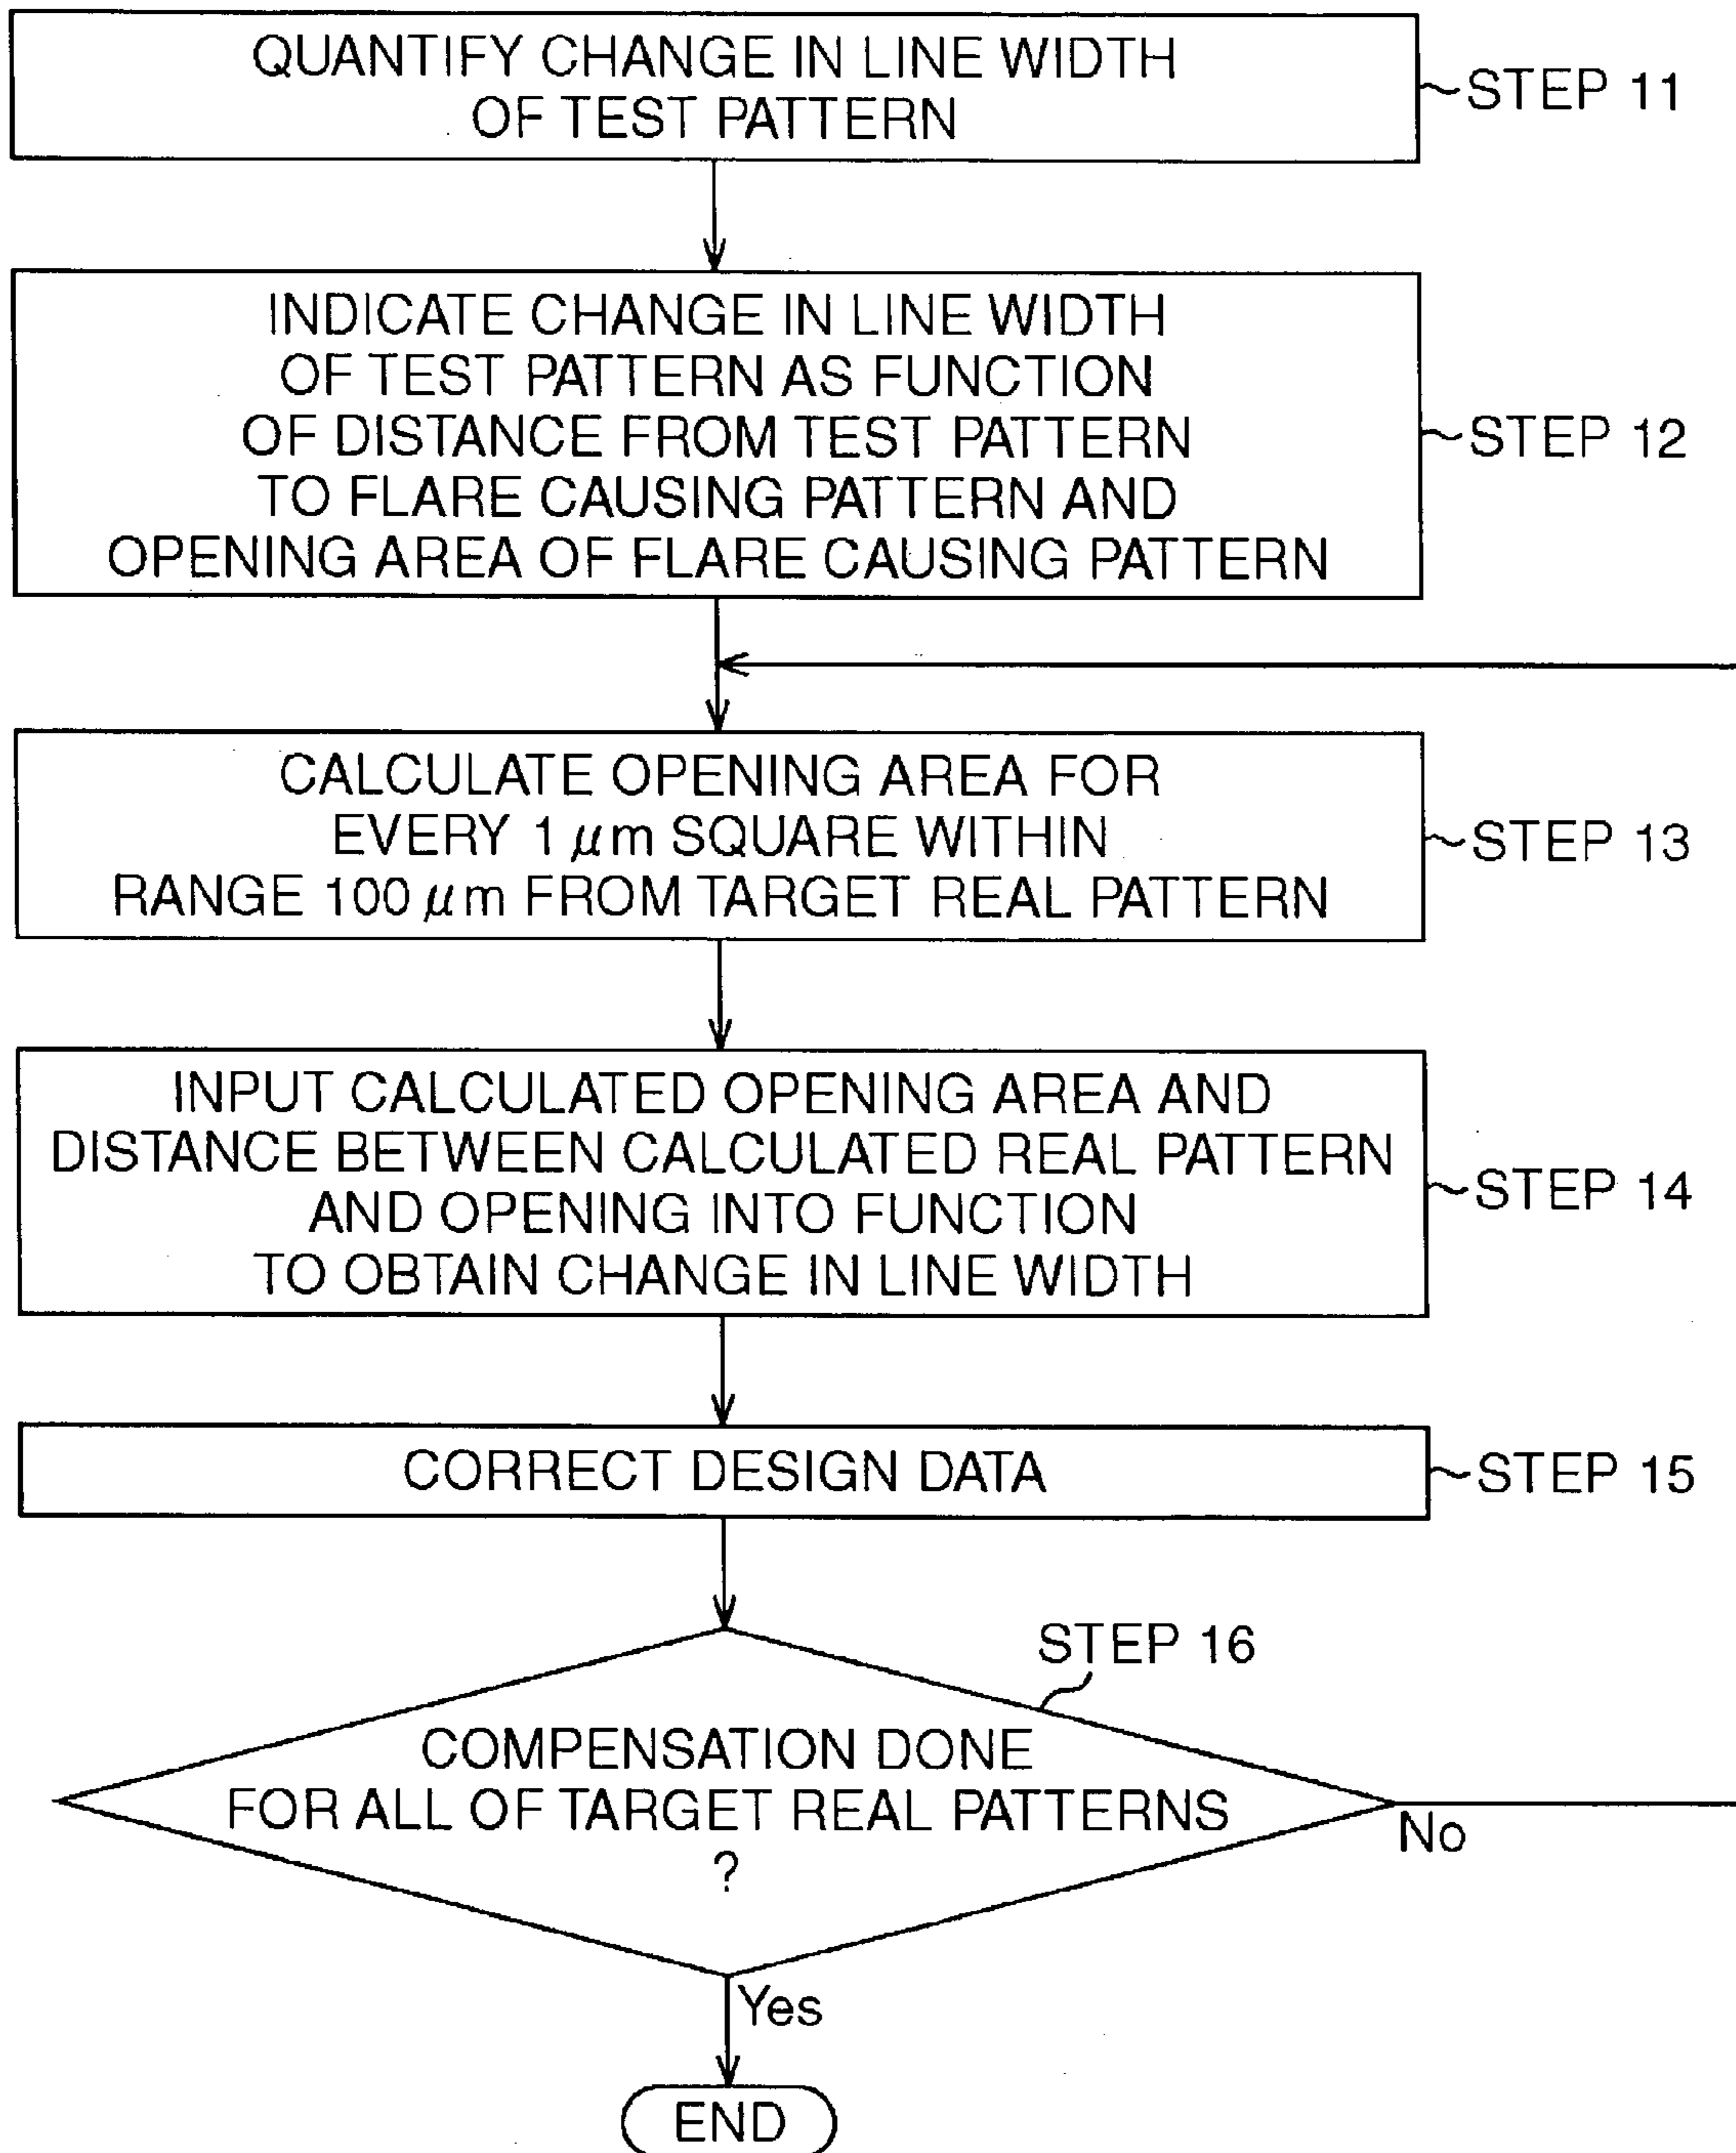 QUANTIFY CHANGE IN LINE WIDTH
OF TEST PATTERN
STEP 11
INDICATE CHANGE IN LINE WIDTH
OF TEST PATTERN AS FUNCTION
OF DISTANCE FROM TEST PATTERN
TO FLARE CAUSING PATTERN AND
OPENING AREA OF FLARE CAUSING PATTERN
STEP 12
CALCULATE OPENING AREA FOR
EVERY 1 μm SQUARE WITHIN
RANGE 100 μm FROM TARGET REAL PATTERN
STEP 13
INPUT CALCULATED OPENING AREA AND
DISTANCE BETWEEN CALCULATED REAL PATTERN
AND OPENING INTO FUNCTION
TO OBTAIN CHANGE IN LINE WIDTH
STEP 14
CORRECT DESIGN DATA
STEP 15
STEP 16
COMPENSATION DONE
FOR ALL OF TARGET REAL PATTERNS
?
No
Yes
END